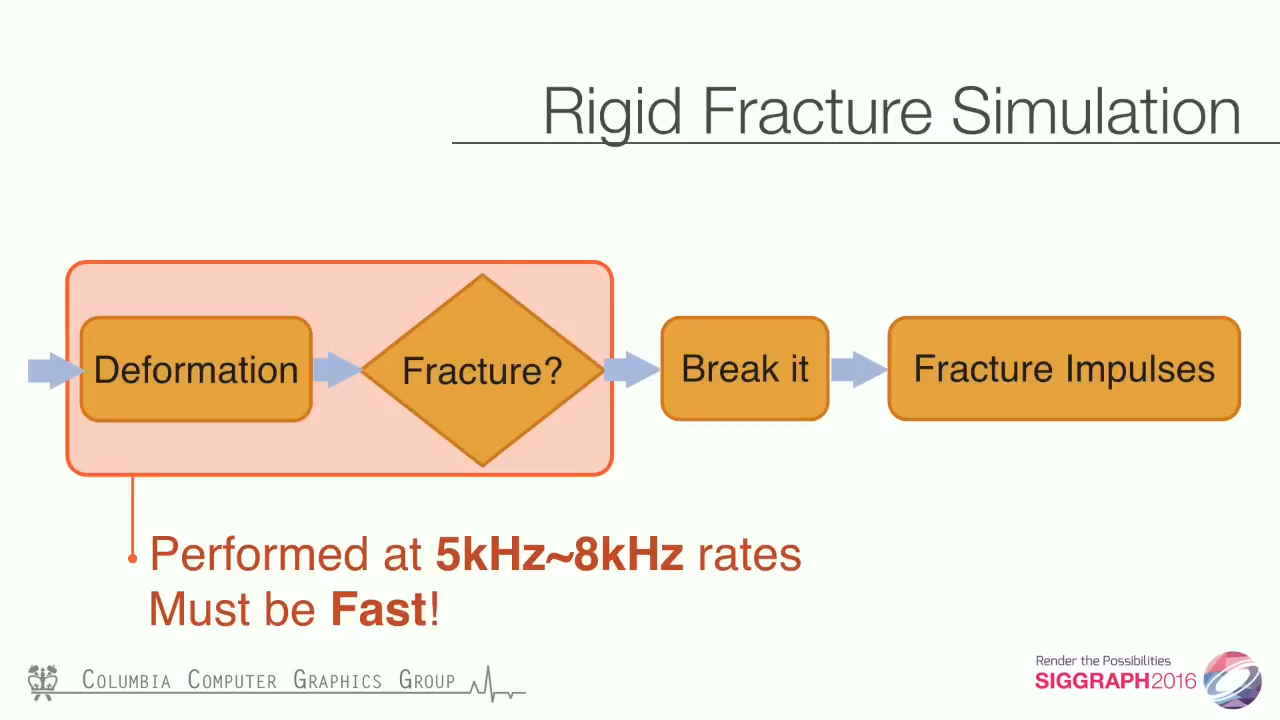 Rigid Fracture Simulation
Deformation
Fracture?
Break it
Fracture Impulses
Performed at 5kHz~8kHz rates
Must be Fast!
Columbia Computer Graphics Group
Render the Possibilities
SIGGRAPH2016